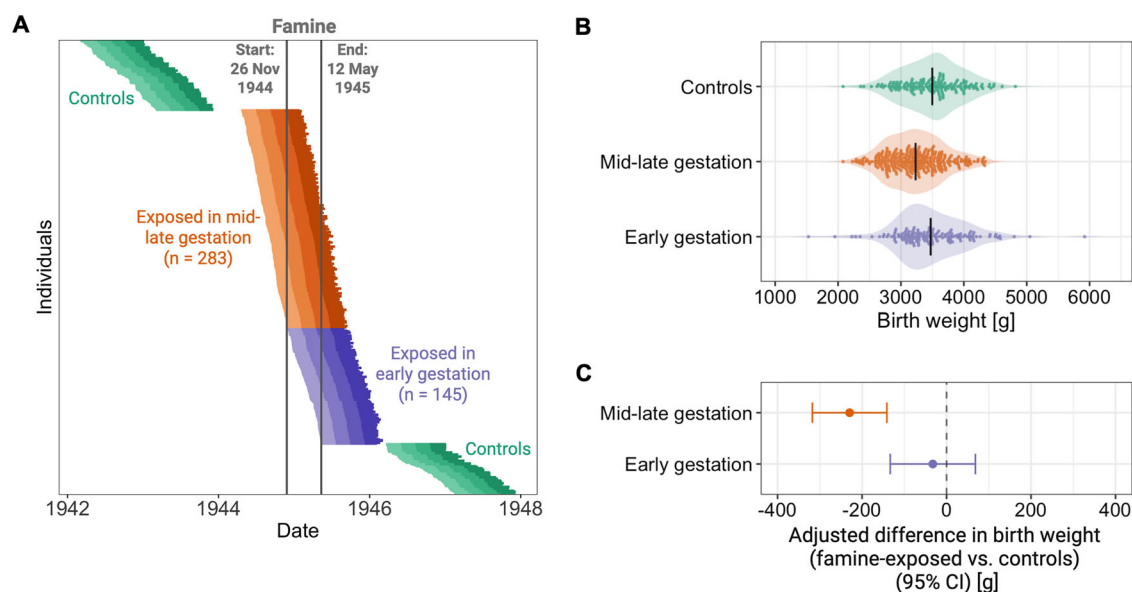 A
Famine
Start:
26 Nov
1944
End:
12 May
1945
Controls
Exposed in mid-
late gestation
(n = 283)
Exposed in
early gestation
(n = 145)
Controls
Individuals
1942 1944 1946 1948
Date
B
Controls
Mid-late gestation
Early gestation
1000 2000 3000 4000 5000 6000
Birth weight [g]
C
Mid-late gestation
Early gestation
-400 -200 0 200 400
Adjusted difference in birth weight
(famine-exposed vs. controls)
(95% CI) [g]